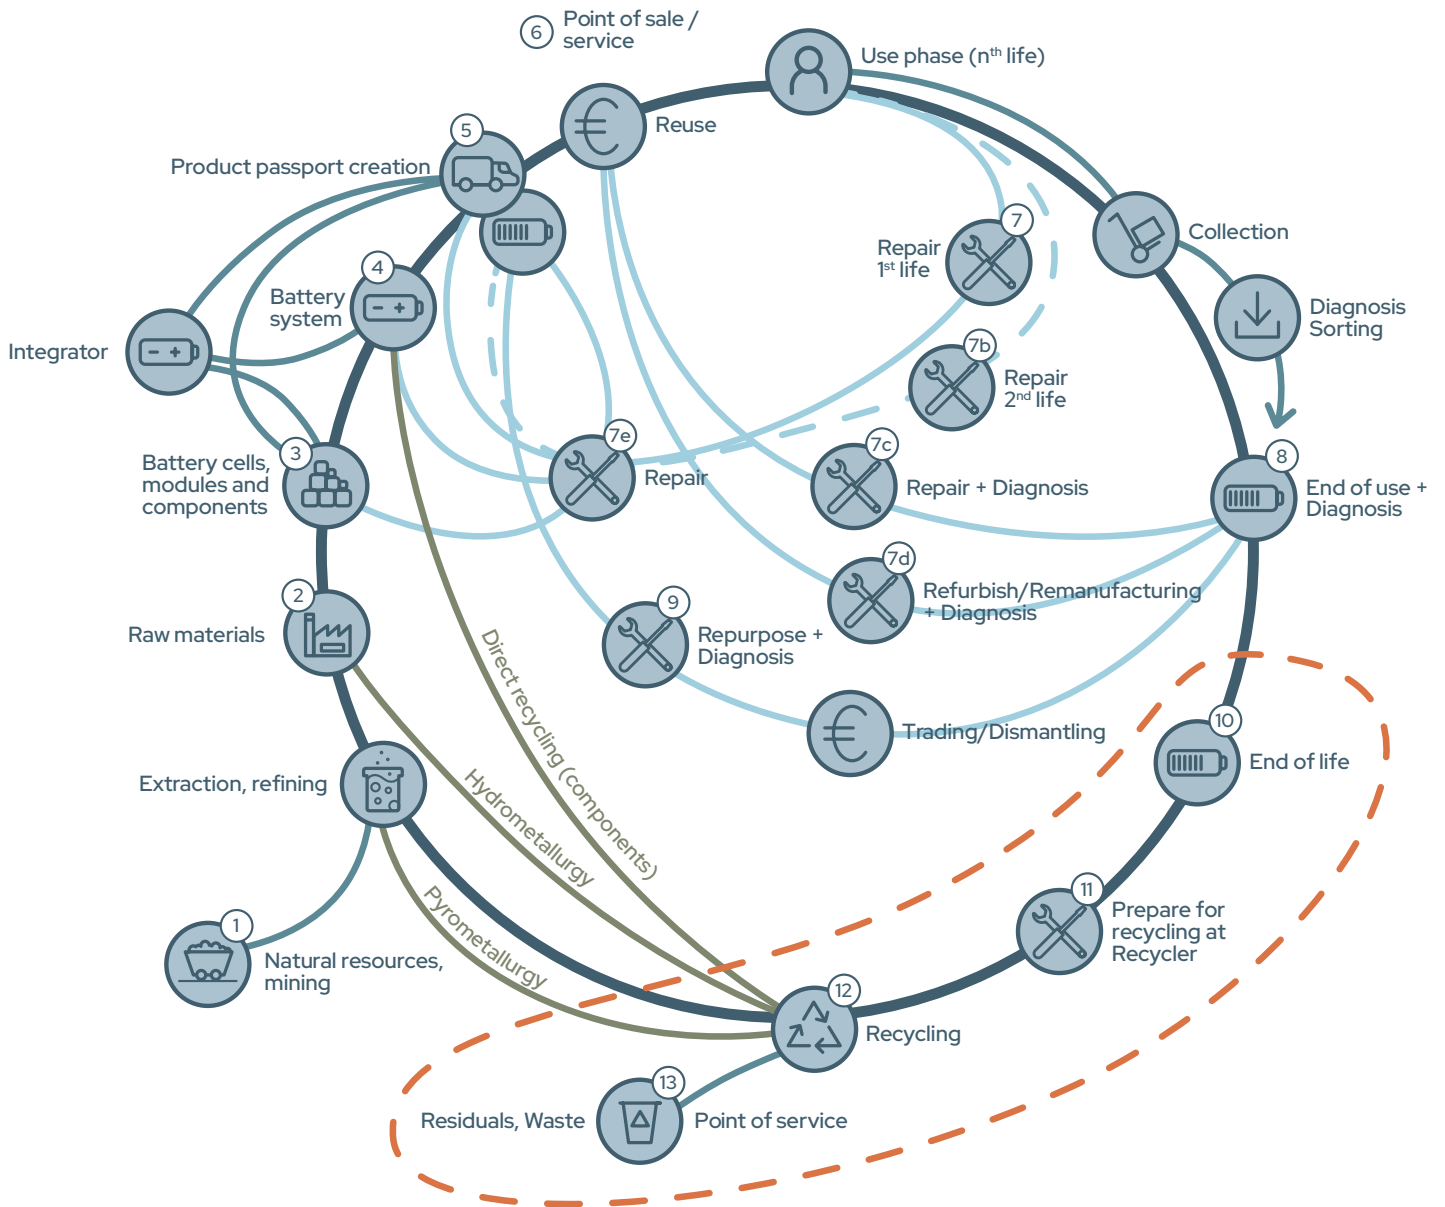 6
Point of sale /
service
Use phase (nth life)
5
Reuse
Product passport creation
7
Repair
1st life
Collection
4
Battery
system
Diagnosis
Sorting
Integrator
7b
Repair
2nd life
3
Battery cells,
modules and
components
7e
Repair
7c
Repair + Diagnosis
8
End of use +
Diagnosis
7d
Refurbish/Remanufacturing
+ Diagnosis
2
Raw materials
9
Repurpose +
Diagnosis
Direct recycling (components)
Trading/Dismantling
10
End of life
Extraction, refining
Hydrometallurgy
Pyrometallurgy
11
Prepare for
recycling at
Recycler
1
Natural resources,
mining
12
Recycling
13
Residuals, Waste
Point of service